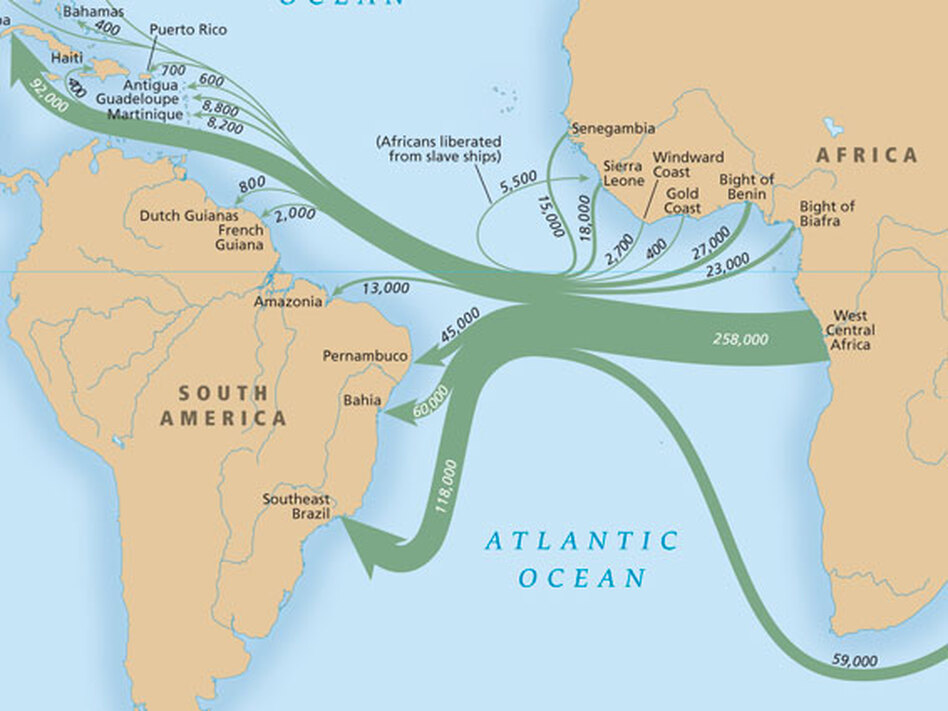 OCEAN
ba
Bahamas
400
Puerto Rico
Haiti
700
600
Antigua
400
92,000
Guadeloupe
8,800
Martinique
8,200
Senegambia
(Africans liberated
from slave ships)
AFRICA
Windward
Coast
Sierra
Leone
5,500
Bight of
Benin
Gold
Coast
800
15,000
18,000
Bight of
Biafra
Dutch Guianas
2,000
French
Guiana
2,700
400
27,000
23,000
13,000
Amazonia
45,000
West
Central
Africa
258,000
Pernambuco
SOUTH
AMERICA
Bahia
60,000
118,000
Southeast
Brazil
ATLANTIC
OCEAN
59,000